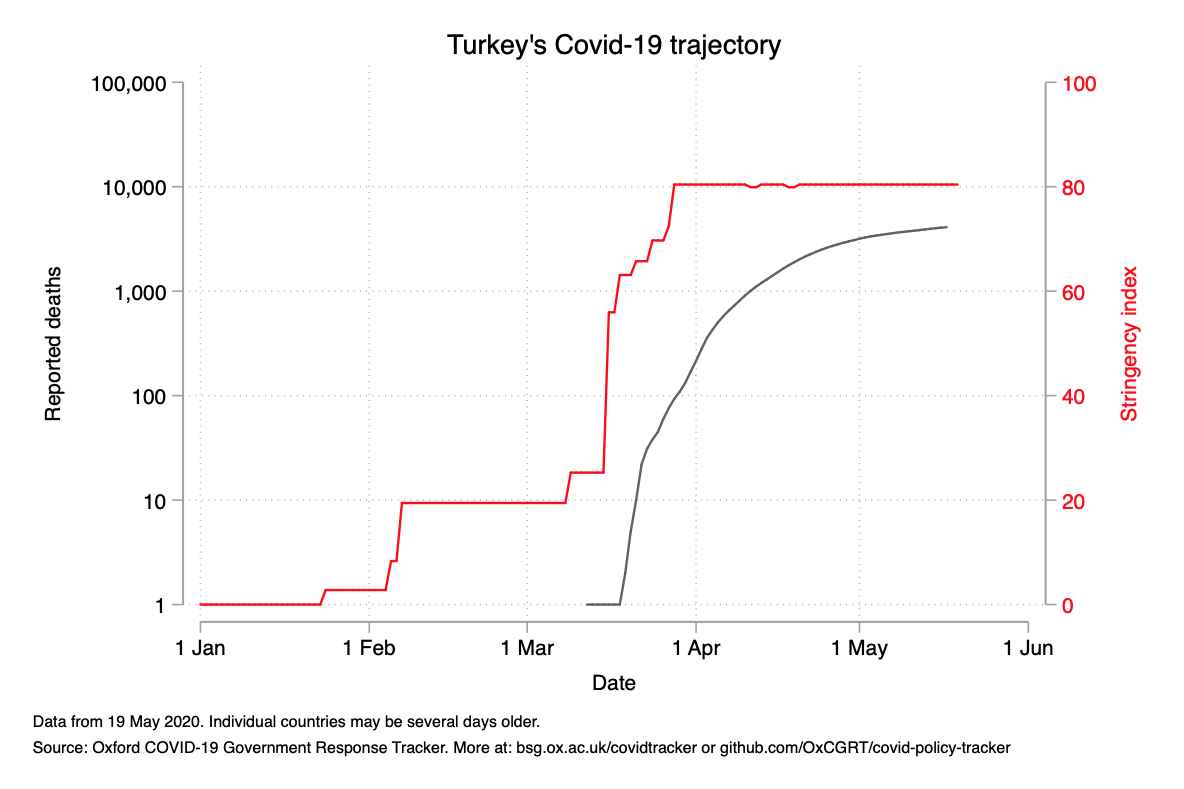 Turkey's Covid-19 trajectory
100,000
10,000
1,000
100
10
1
Reported deaths
100
80
60
40
20
0
Stringency index
1 Jan
1 Feb
1 Mar
1 Apr
1 May
1 Jun
Date
Data from 19 May 2020. Individual countries may be several days older.
Source: Oxford COVID-19 Government Response Tracker. More at: bsg.ox.ac.uk/covidtracker or github.com/OxCGRT/covid-policy-tracker